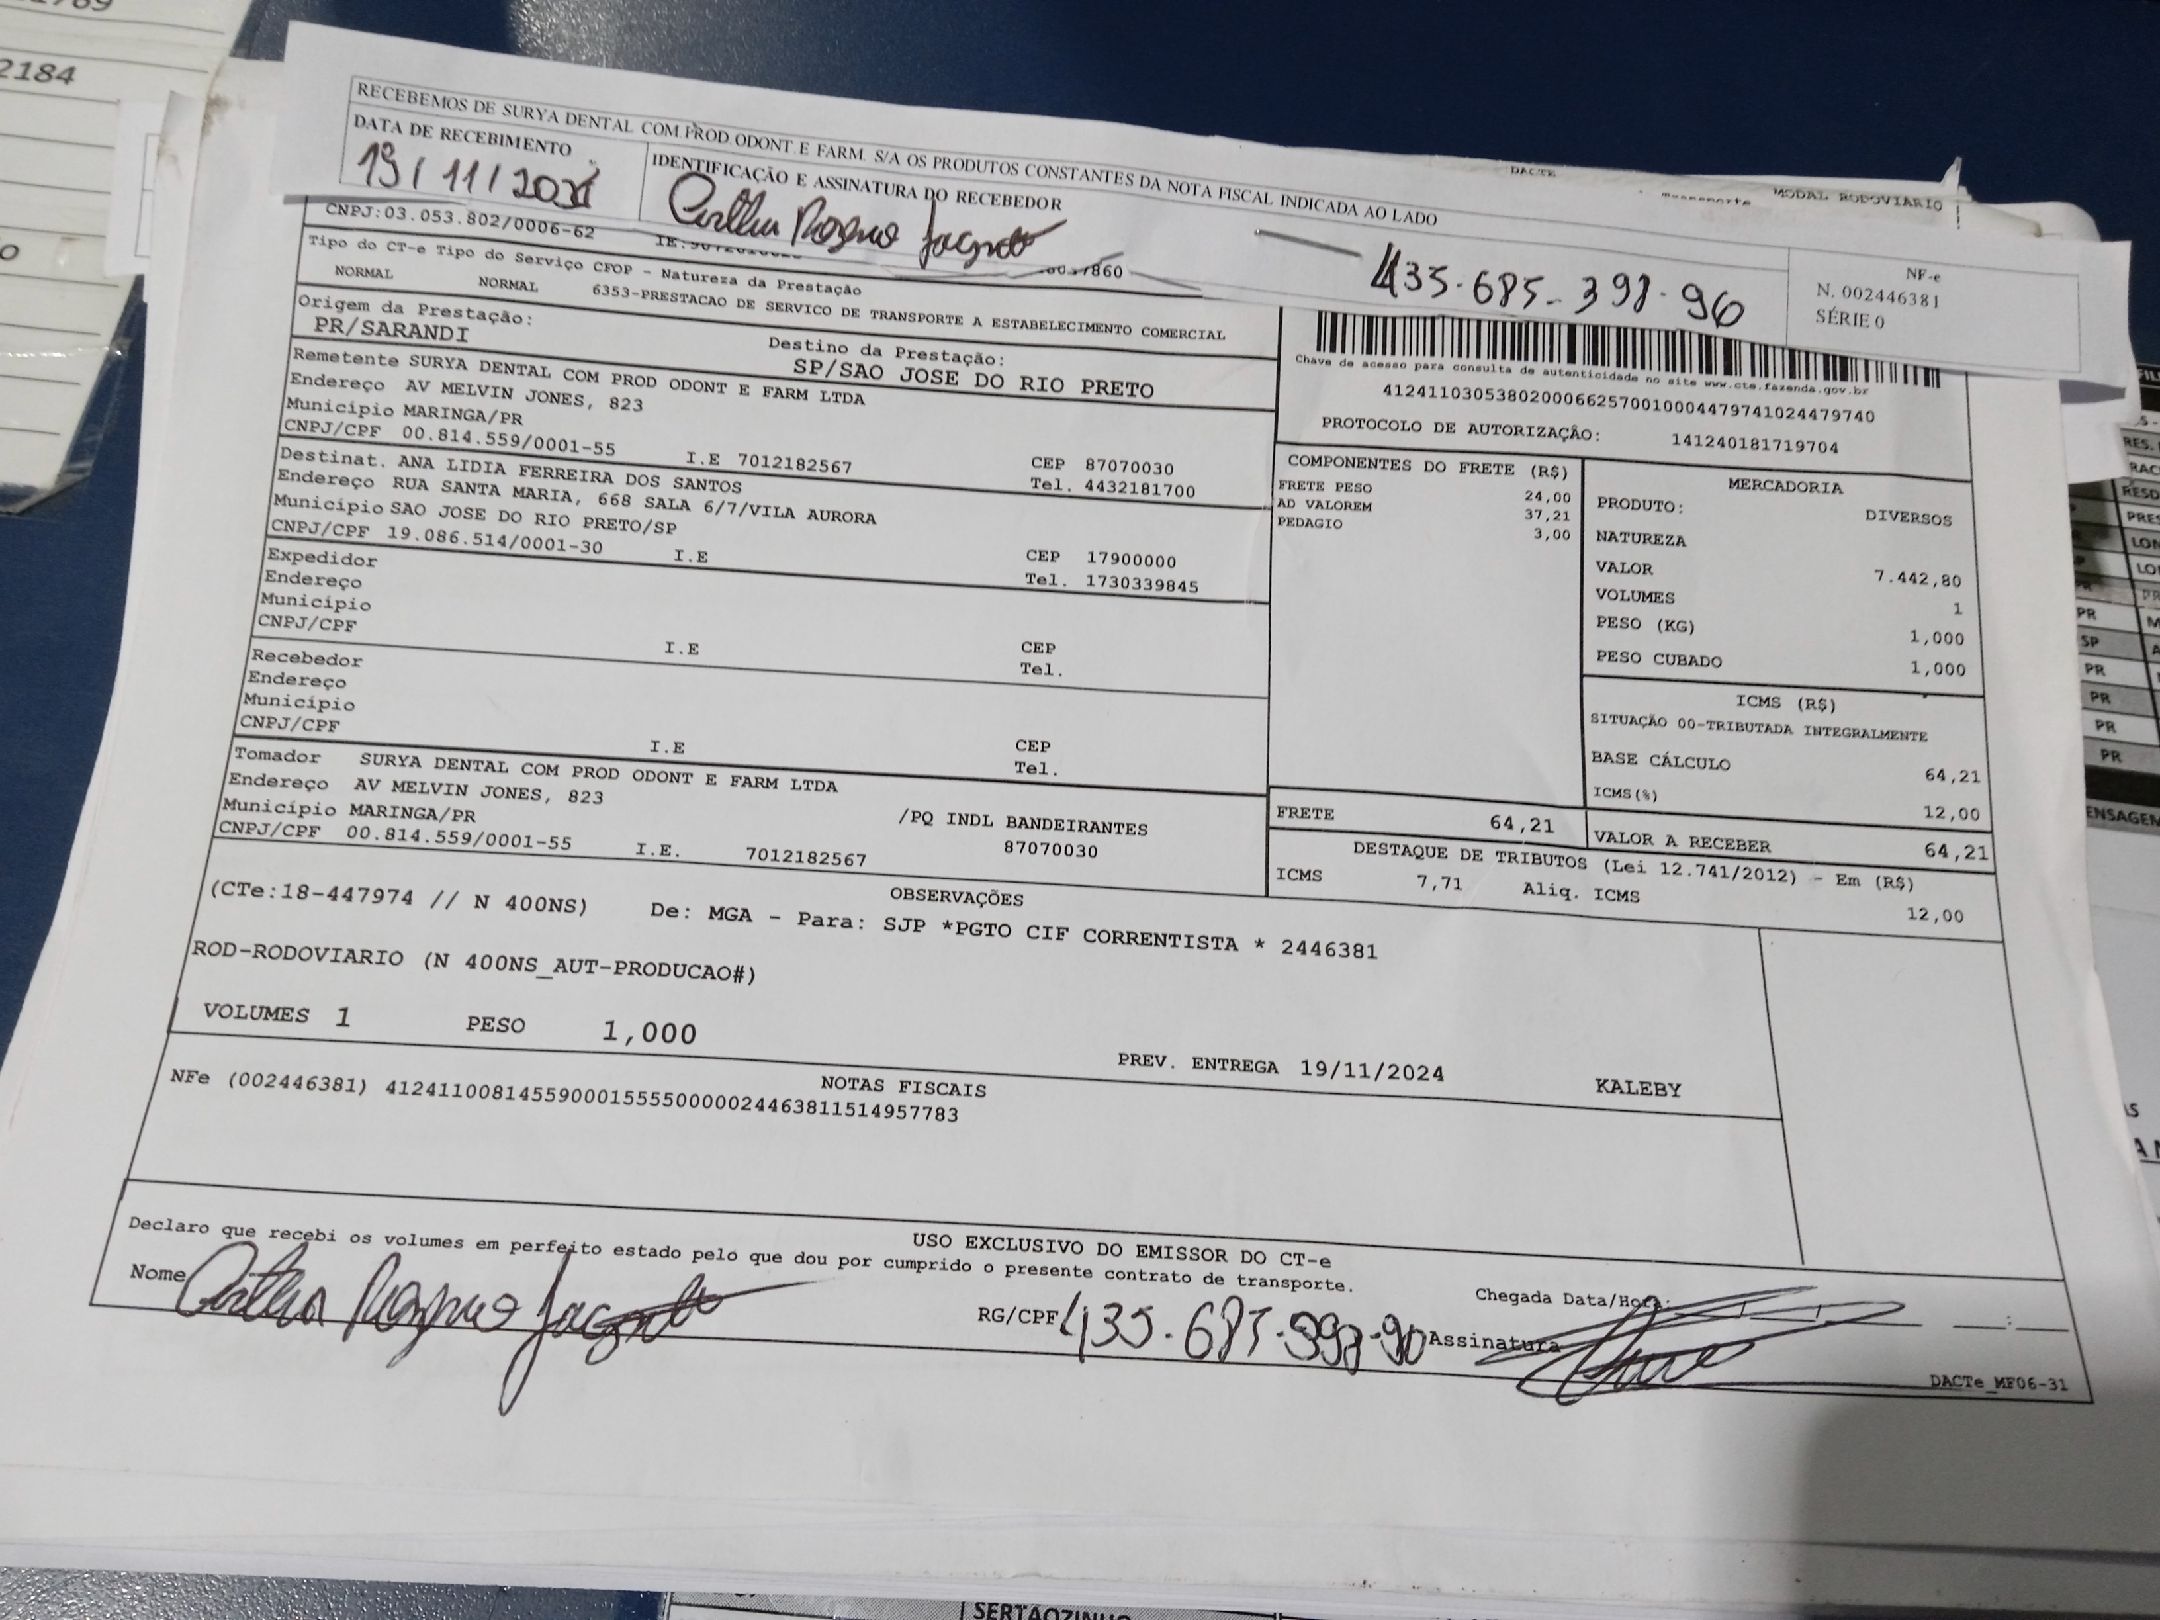 2184
RECEBEMOS DE SURYA DENTAL COM.PROD.ODONT.E FARM. S/A OS PRODUTOS CONSTANTES DA NOTA FISCAL INDICADA AO LADO
DATA DE RECEBIMENTO
19/11/2024
IDENTIFICAÇÃO E ASSINATURA DO RECEBEDOR
435.685.398-96
NF-e
N. 002446381
SÉRIE 0
DACTE
MODAL RODOVIARIO
CNPJ:03.053.802/0006-62
Tipo do CT-e Tipo do Serviço CFOP - Natureza da Prestação
NORMAL NORMAL 6353-PRESTACAO DE SERVICO DE TRANSPORTE A ESTABELECIMENTO COMERCIAL
Origem da Prestação: Destino da Prestação:
PR/SARANDI SP/SAO JOSE DO RIO PRETO
Remetente SURYA DENTAL COM PROD ODONT E FARM LTDA
Endereço AV MELVIN JONES, 823
Município MARINGA/PR CEP 87070030
CNPJ/CPF 00.814.559/0001-55 I.E 7012182567 Tel. 4432181700
Destinat. ANA LIDIA FERREIRA DOS SANTOS
Endereço RUA SANTA MARIA, 668 SALA 6/7/VILA AURORA
Município SAO JOSE DO RIO PRETO/SP CEP 17900000
CNPJ/CPF 19.086.514/0001-30 I.E Tel. 1730339845
Expedidor
Endereço
Município CEP
CNPJ/CPF I.E Tel.
Recebedor
Endereço
Município CEP
CNPJ/CPF I.E Tel.
Tomador SURYA DENTAL COM PROD ODONT E FARM LTDA
Endereço AV MELVIN JONES, 823 /PQ INDL BANDEIRANTES
Município MARINGA/PR 87070030
CNPJ/CPF 00.814.559/0001-55 I.E. 7012182567
Chave de acesso para consulta de autenticidade no site www.cte.fazenda.gov.br
41241103053802000662570010004479741024479740
PROTOCOLO DE AUTORIZAÇÃO: 141240181719704
COMPONENTES DO FRETE (R$)
FRETE PESO 24,00
AD VALOREM 37,21
PEDAGIO 3,00
MERCADORIA
PRODUTO: DIVERSOS
NATUREZA
VALOR 7.442,80
VOLUMES 1
PESO (KG) 1,000
PESO CUBADO 1,000
ICMS (R$)
SITUAÇÃO 00-TRIBUTADA INTEGRALMENTE
BASE CÁLCULO 64,21
ICMS(%) 12,00
FRETE 64,21
VALOR A RECEBER 64,21
DESTAQUE DE TRIBUTOS (Lei 12.741/2012) - Em (R$)
ICMS 7,71 Aliq. ICMS 12,00
OBSERVAÇÕES
(CTe:18-447974 // N 400NS) De: MGA - Para: SJP *PGTO CIF CORRENTISTA * 2446381
ROD-RODOVIARIO (N 400NS_AUT-PRODUCAO#)
VOLUMES 1 PESO 1,000 PREV. ENTREGA 19/11/2024 KALEBY
NOTAS FISCAIS
NFe (002446381) 41241100814559000155550000024463811514957783
USO EXCLUSIVO DO EMISSOR DO CT-e
Declaro que recebi os volumes em perfeito estado pelo que dou por cumprido o presente contrato de transporte.
Nome RG/CPF 435.685.398-90 Assinatura
Chegada Data/Hora:
DACTe_MF06-31
SERTAOZINHO